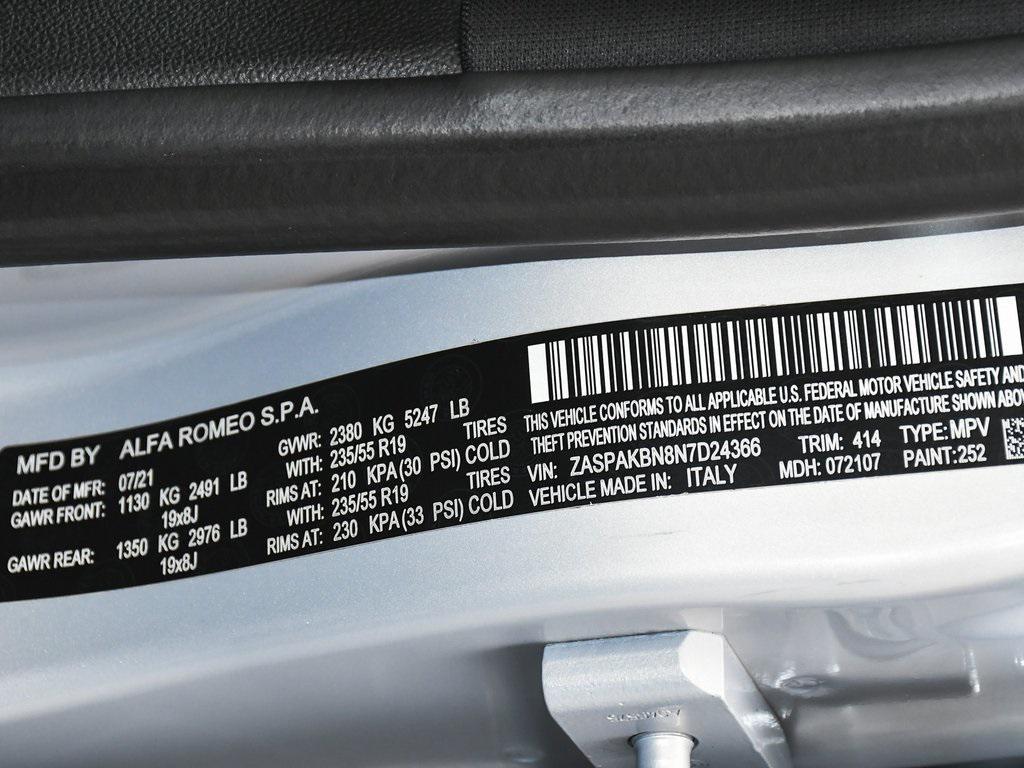 MFD BY ALFA ROMEO S.P.A.
DATE OF MFR: 07/21
GAWR FRONT: 1130 KG 2491 LB
19x8J
GAWR REAR: 1350 KG 2976 LB
19x8J
GVWR: 2380 KG 5247 LB
WITH: 235/55 R19 TIRES
RIMS AT: 210 KPA(30 PSI) COLD
WITH: 235/55 R19 TIRES
RIMS AT: 230 KPA(33 PSI) COLD
THIS VEHICLE CONFORMS TO ALL APPLICABLE U.S. FEDERAL MOTOR VEHICLE SAFETY AND
THEFT PREVENTION STANDARDS IN EFFECT ON THE DATE OF MANUFACTURE SHOWN ABOV
VIN: ZASPAKBN8N7D24366 TRIM: 414 TYPE: MPV
VEHICLE MADE IN: ITALY MDH: 072107 PAINT: 252